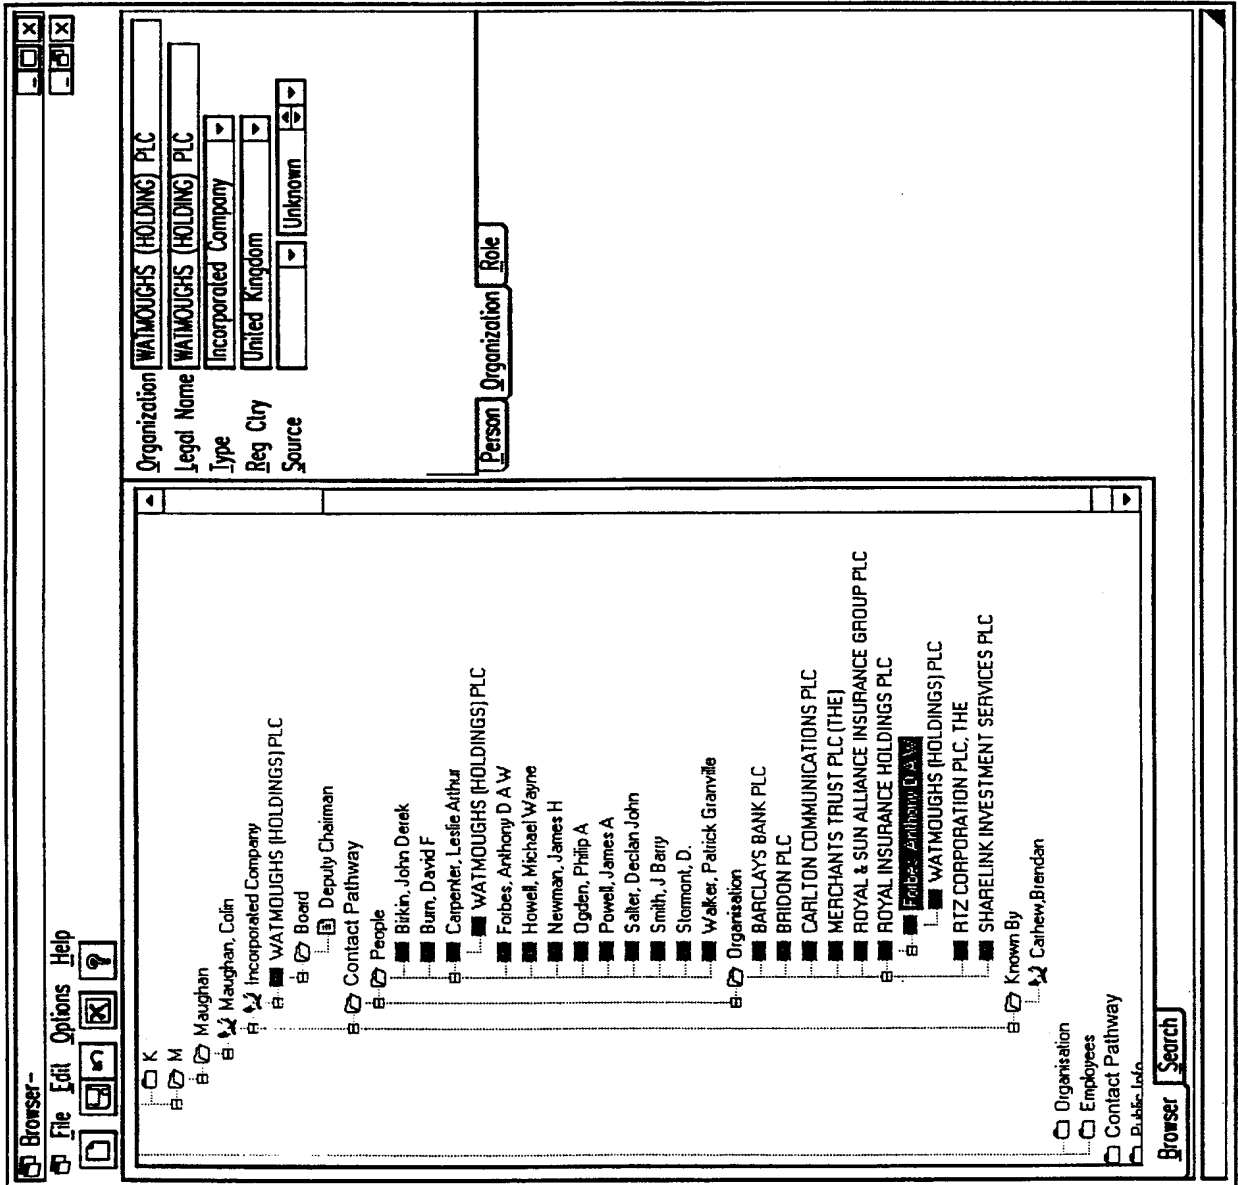 Browser-
File Edit Options Help
K
M
Maughan
Maughan, Colin
Incorporated Company
WATMOUGHS (HOLDINGS) PLC
Board
Deputy Chairman
Contact Pathway
People
Birkin, John Derek
Burn, David F
Carpenter, Leslie Arthur
WATMOUGHS (HOLDINGS) PLC
Forbes, Anthony D A W
Howell, Michael Wayne
Newman, James H
Ogden, Philip A
Powell, James A
Salter, Declan John
Smith, J Barry
Stormont, D.
Walker, Patrick Granville
Organisation
BARCLAYS BANK PLC
BRIDON PLC
CARLTON COMMUNICATIONS PLC
MERCHANTS TRUST PLC (THE)
ROYAL & SUN ALLIANCE INSURANCE GROUP PLC
ROYAL INSURANCE HOLDINGS PLC
Forbes, Anthony D A W
WATMOUGHS (HOLDINGS) PLC
RTZ CORPORATION PLC, THE
SHARELINK INVESTMENT SERVICES PLC
Known By
Cathew,Brendan
Organisation
Employees
Contact Pathway
Public Info
Browser Search
Organization WATMOUGHS (HOLDING) PLC
Legal Name WATMOUGHS (HOLDING) PLC
Type Incorporated Company
Reg Ctry United Kingdom
Source Unknown
Person Organization Role